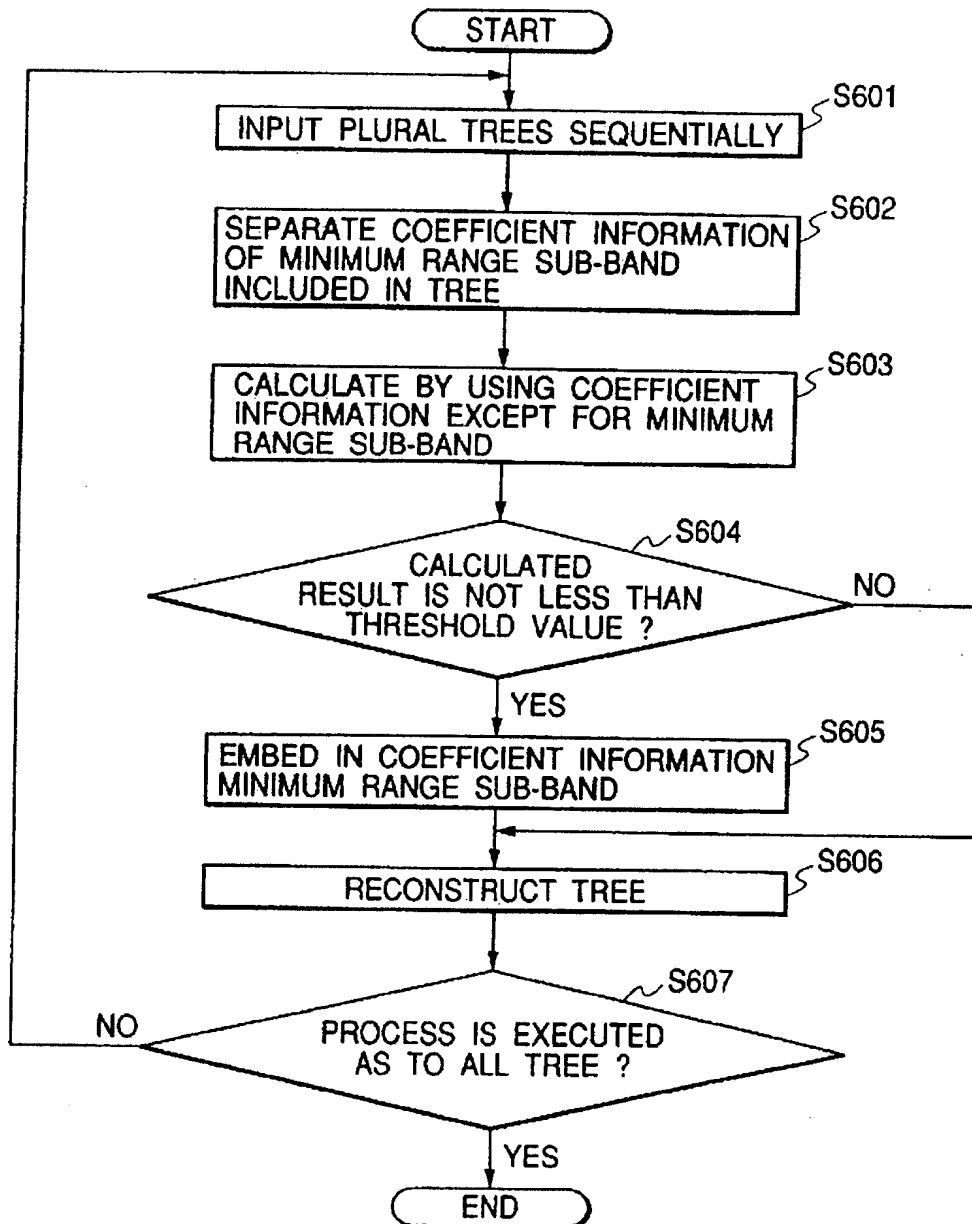 START
S601
INPUT PLURAL TREES SEQUENTIALLY
S602
SEPARATE COEFFICIENT INFORMATION
OF MINIMUM RANGE SUB-BAND
INCLUDED IN TREE
S603
CALCULATE BY USING COEFFICIENT
INFORMATION EXCEPT FOR MINIMUM
RANGE SUB-BAND
S604
CALCULATED
RESULT IS NOT LESS THAN
THRESHOLD VALUE ?
NO
YES
S605
EMBED IN COEFFICIENT INFORMATION
MINIMUM RANGE SUB-BAND
S606
RECONSTRUCT TREE
S607
NO
PROCESS IS EXECUTED
AS TO ALL TREE ?
YES
END